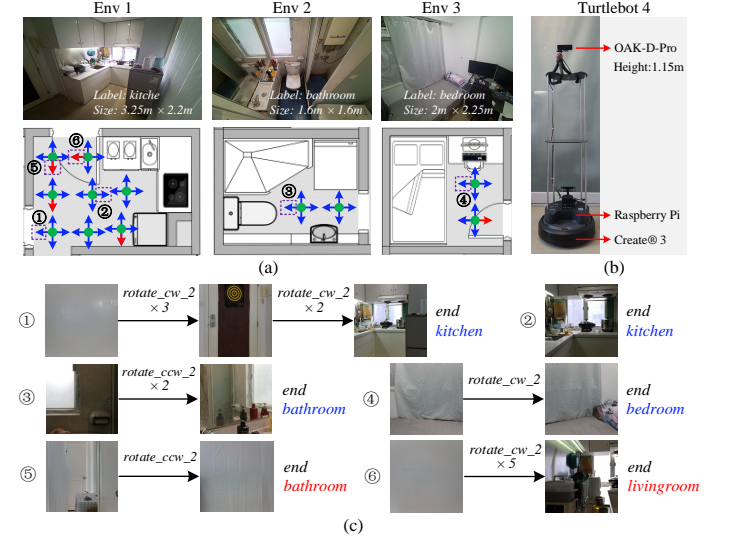 Env 1
Env 2
Env 3
Turtlebot 4
Label: kitche
Size: 3.25m × 2.2m
Label: bathroom
Size: 1.6m × 1.6m
Label: bedroom
Size: 2m × 2.25m
OAK-D-Pro
Height:1.15m
Raspberry Pi
Create® 3
⑥
⑤
①
②
③
④
(a)
(b)
①
rotate_cw_2
× 3
rotate_cw_2
× 2
end
kitchen
②
end
kitchen
③
rotate_ccw_2
× 2
end
bathroom
④
rotate_cw_2
end
bedroom
⑤
rotate_ccw_2
end
bathroom
⑥
rotate_cw_2
× 5
end
livingroom
(c)